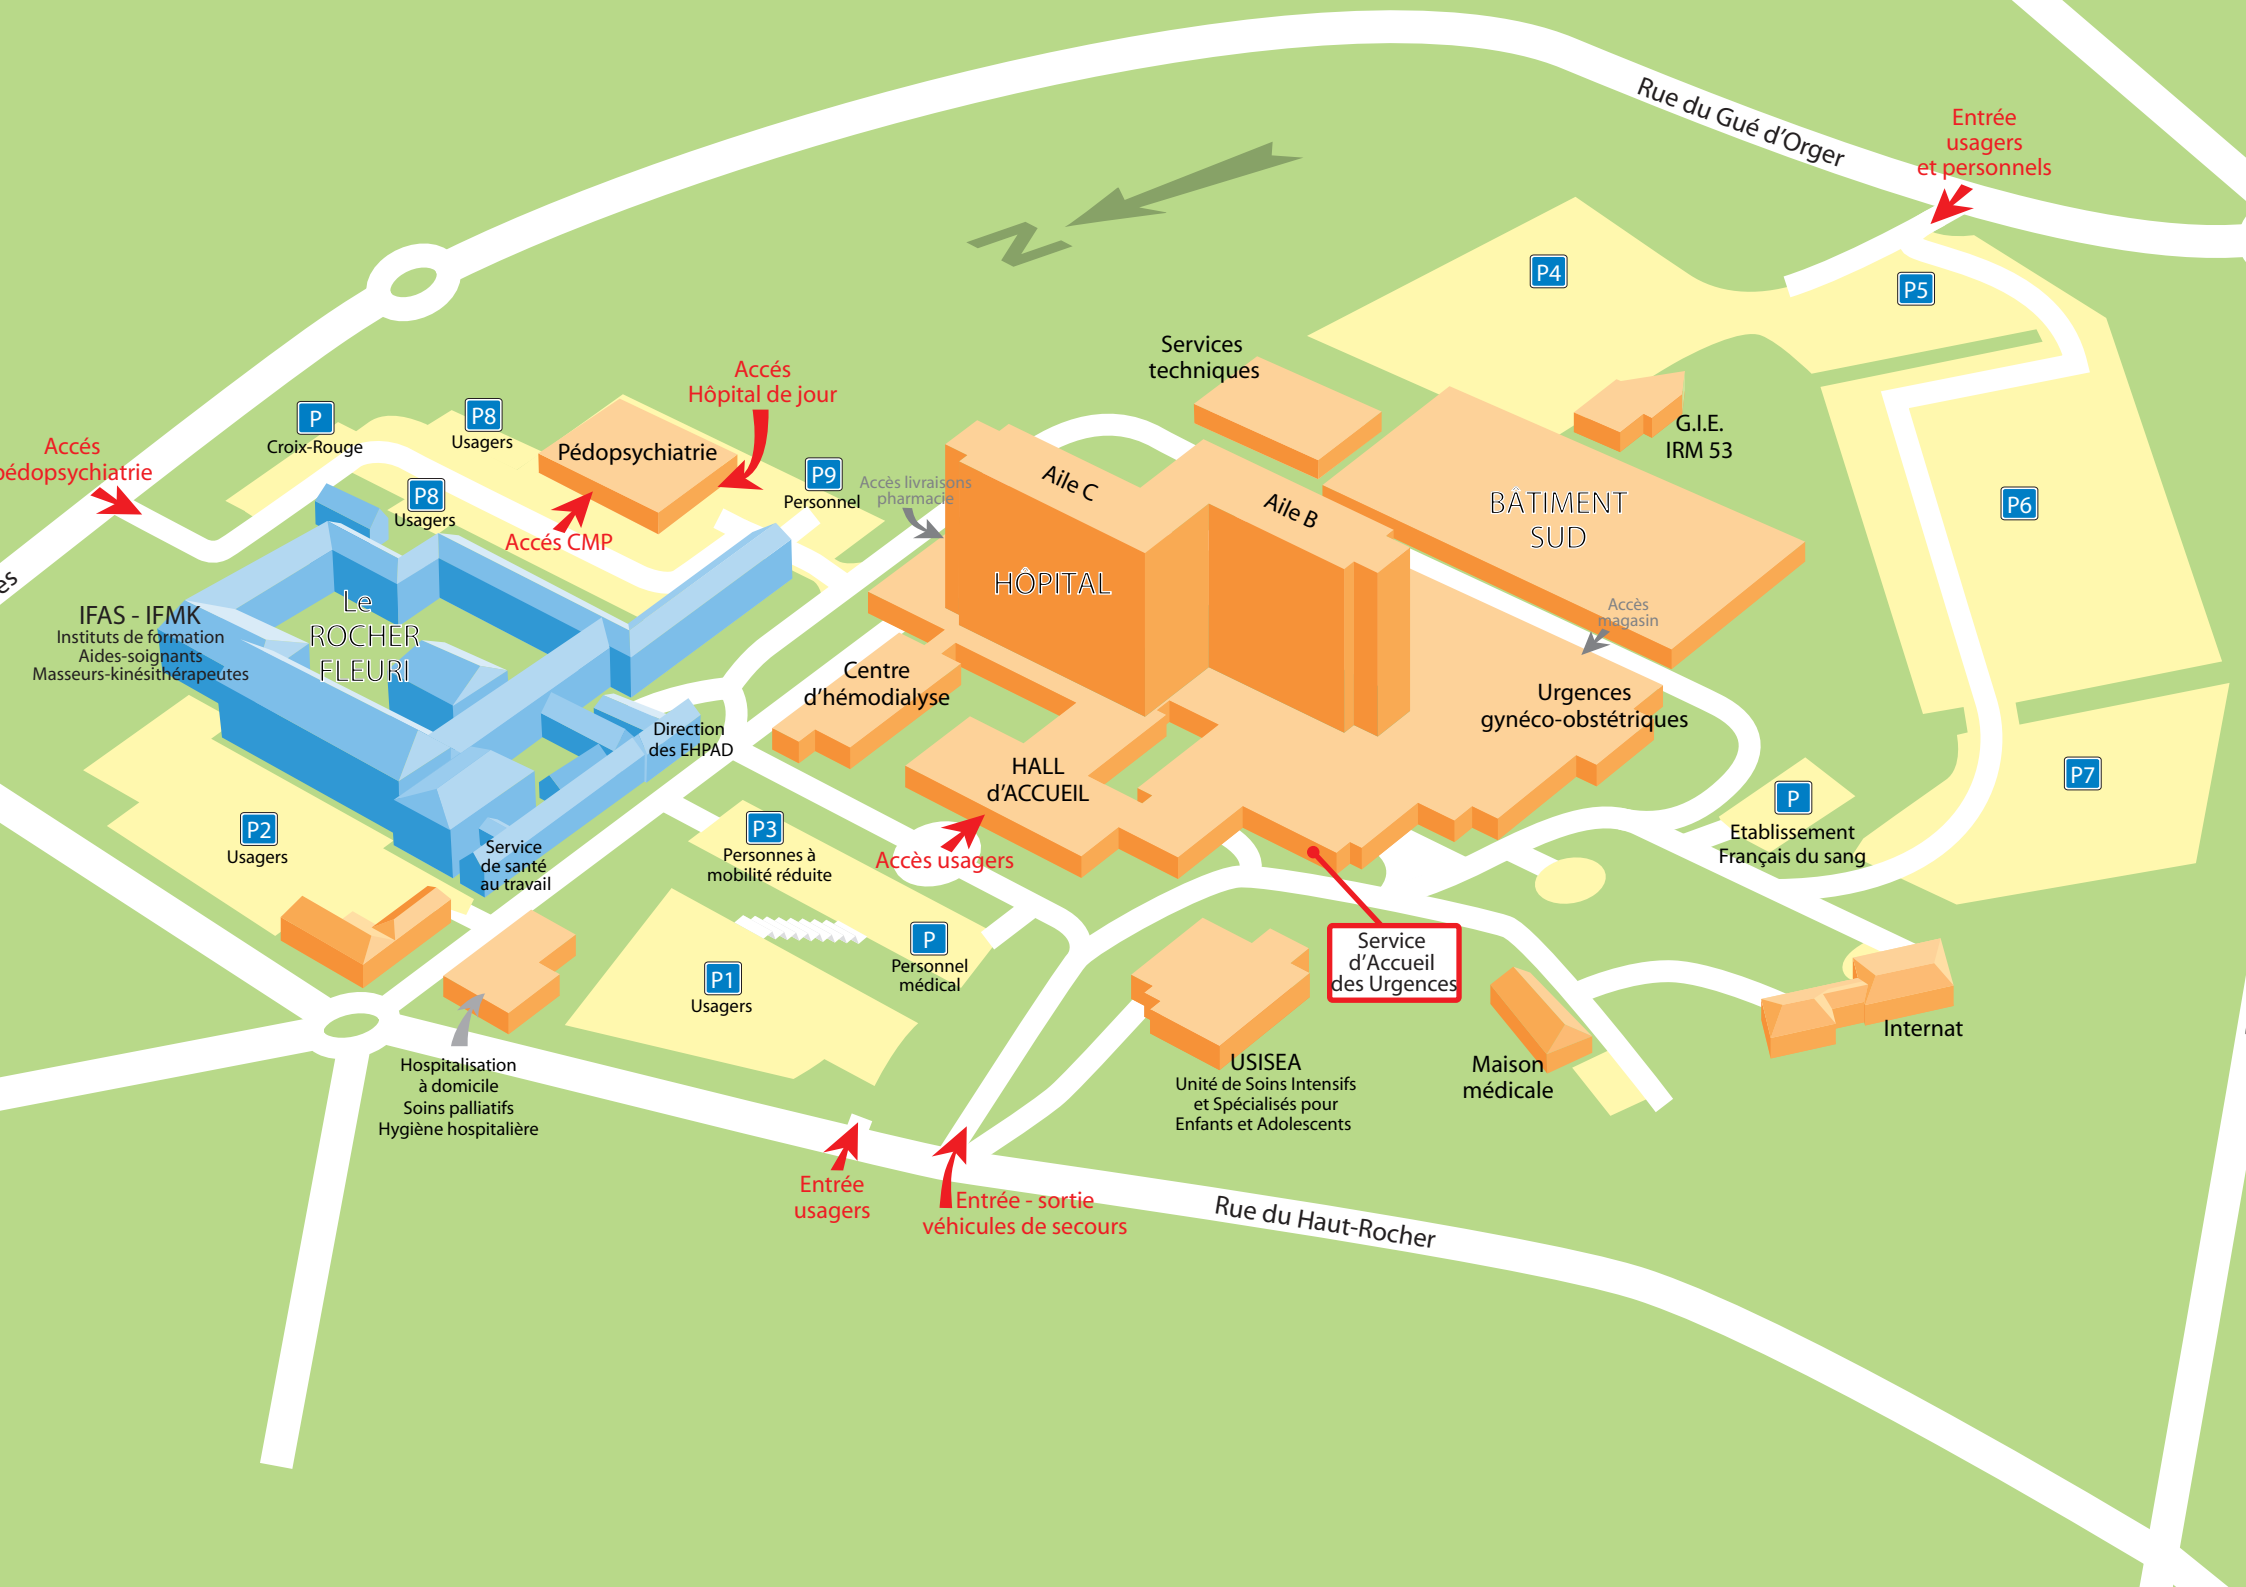 Rue du Gué d'Orger
Entrée
usagers
et personnels
N
P4
P5
Services
techniques
Accés
Hôpital de jour
P
Croix-Rouge
P8
Usagers
Pédopsychiatrie
G.I.E.
IRM 53
Accés
pédopsychiatrie
P9
Personnel
Accès livraisons
pharmacie
Aile C
Aile B
P8
Usagers
Accés CMP
BÂTIMENT
SUD
P6
HÔPITAL
es
IFAS - IFMK
Instituts de formation
Aides-soignants
Masseurs-kinésithérapeutes
Le
ROCHER
FLEURI
Accès
magasin
Centre
d'hémodialyse
Urgences
gynéco-obstétriques
Direction
des EHPAD
HALL
d'ACCUEIL
P7
P
Etablissement
Français du sang
P2
Usagers
P3
Personnes à
mobilité réduite
Service
de santé
au travail
Accès usagers
P
Personnel
médical
Service
d'Accueil
des Urgences
P1
Usagers
Internat
Hospitalisation
à domicile
Soins palliatifs
Hygiène hospitalière
USISEA
Unité de Soins Intensifs
et Spécialisés pour
Enfants et Adolescents
Maison
médicale
Entrée
usagers
Entrée - sortie
véhicules de secours
Rue du Haut-Rocher